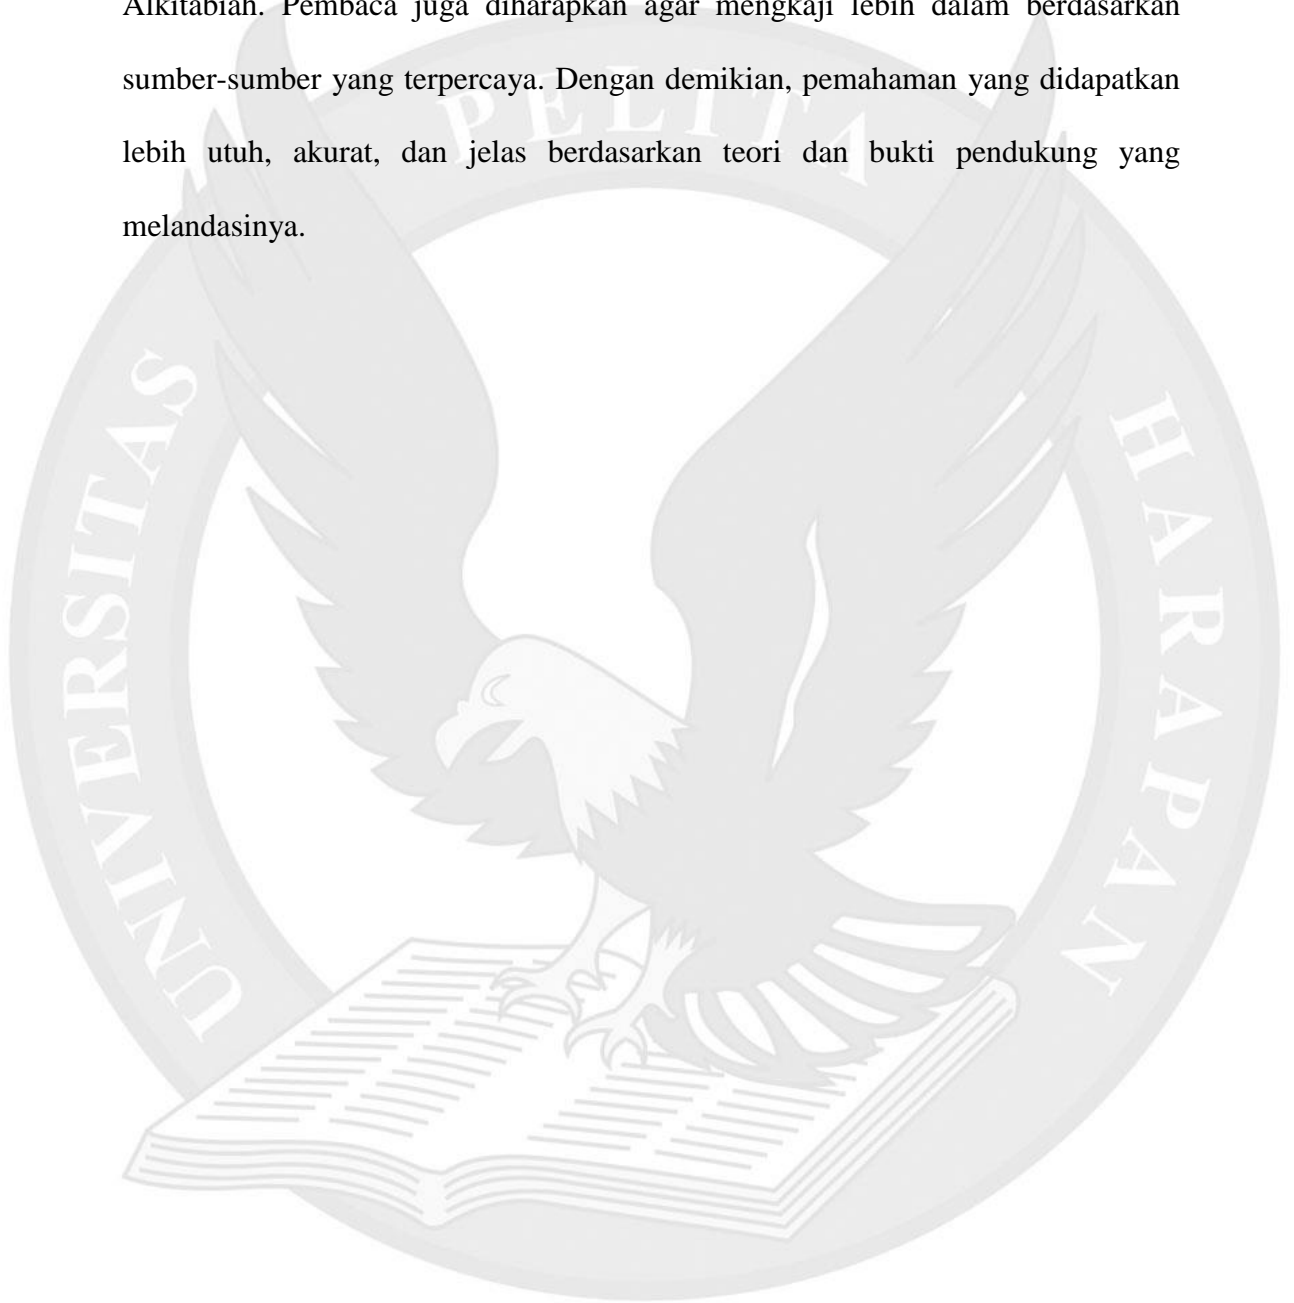 Alkitabiah. Pembaca juga diharapkan agar mengkaji lebih dalam berdasarkan
sumber-sumber yang terpercaya. Dengan demikian, pemahaman yang didapatkan
lebih utuh, akurat, dan jelas berdasarkan teori dan bukti pendukung yang
melandasinya.
UNIVERSITAS
PELITA
HARAPAN